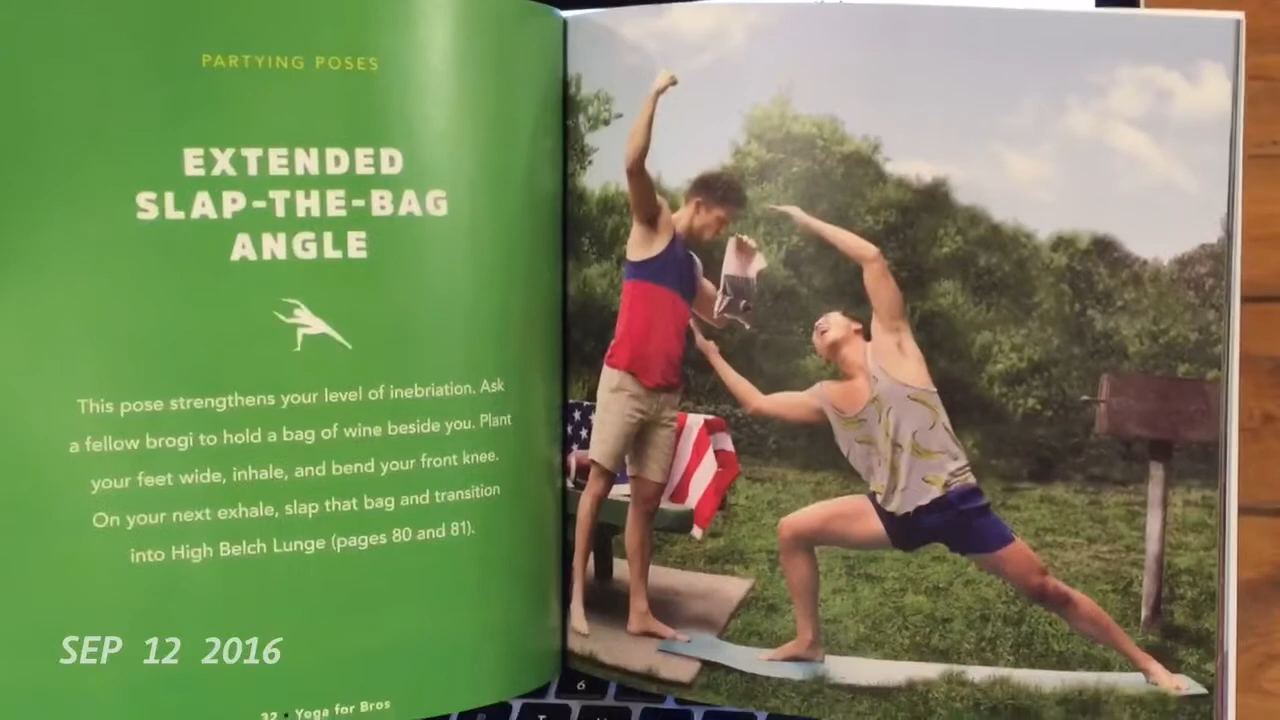 PARTYING POSES
EXTENDED
SLAP-THE-BAG
ANGLE
This pose strengthens your level of inebriation. Ask
a fellow brogi to hold a bag of wine beside you. Plant
your feet wide, inhale, and bend your front knee.
On your next exhale, slap that bag and transition
into High Belch Lunge (pages 80 and 81).
SEP 12 2016
32 • Yoga for Bros
6